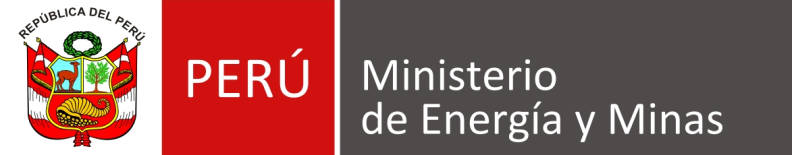 REPÚBLICA DEL PERÚ
PERÚ
Ministerio
de Energía y Minas